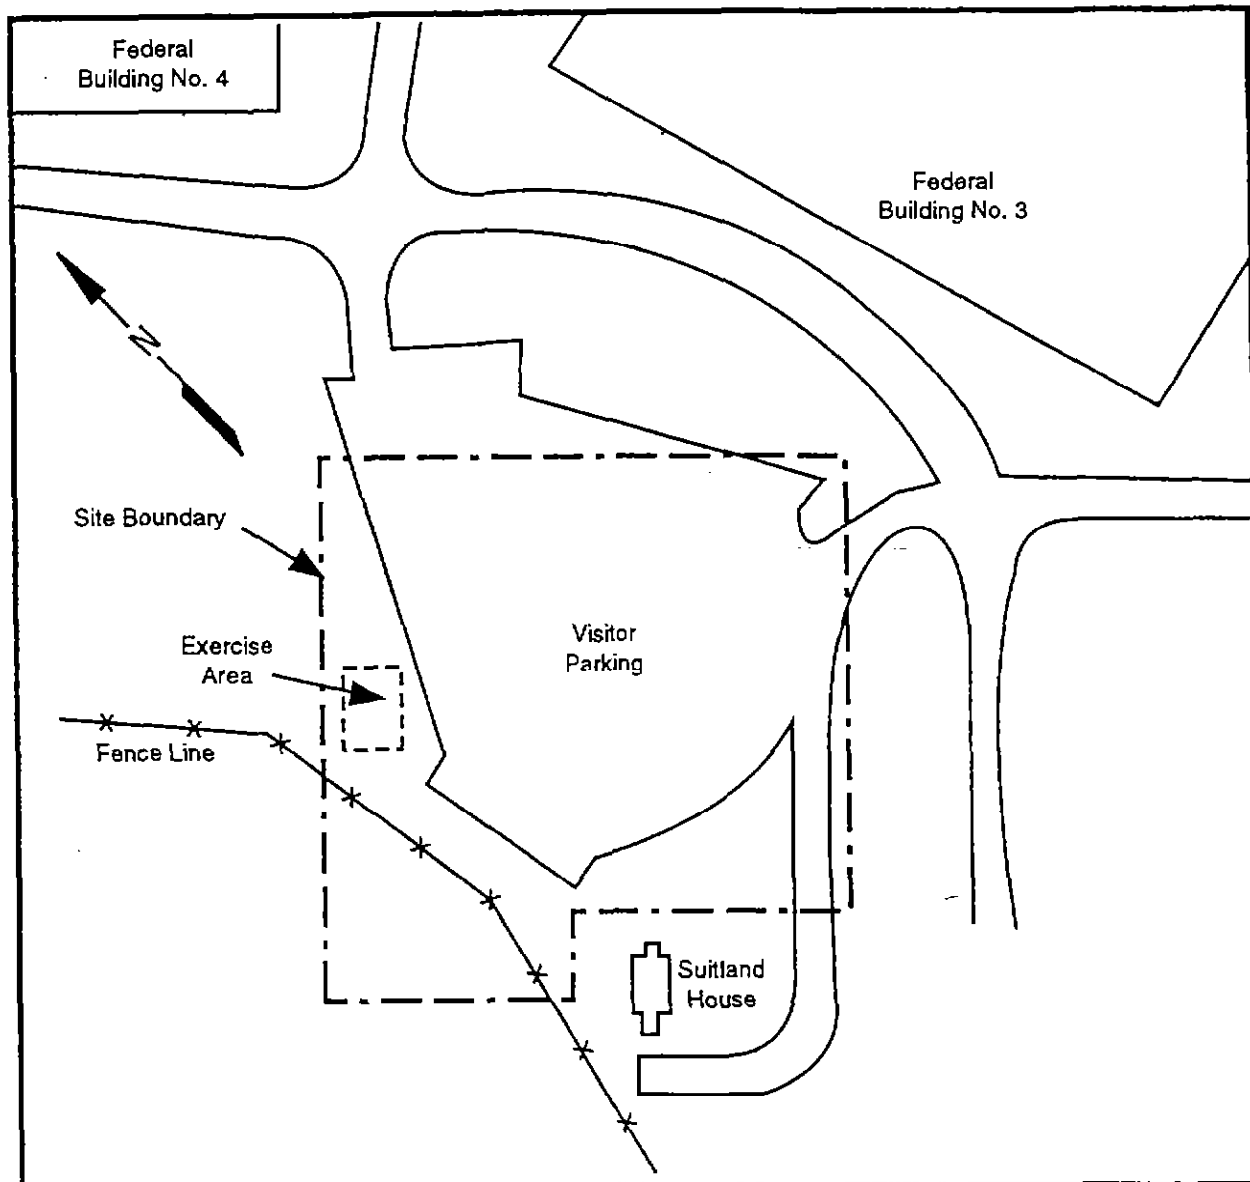 Federal
Building No. 4
Federal
Building No. 3
N
Site Boundary
Exercise
Area
Visitor
Parking
Fence Line
Suitland
House